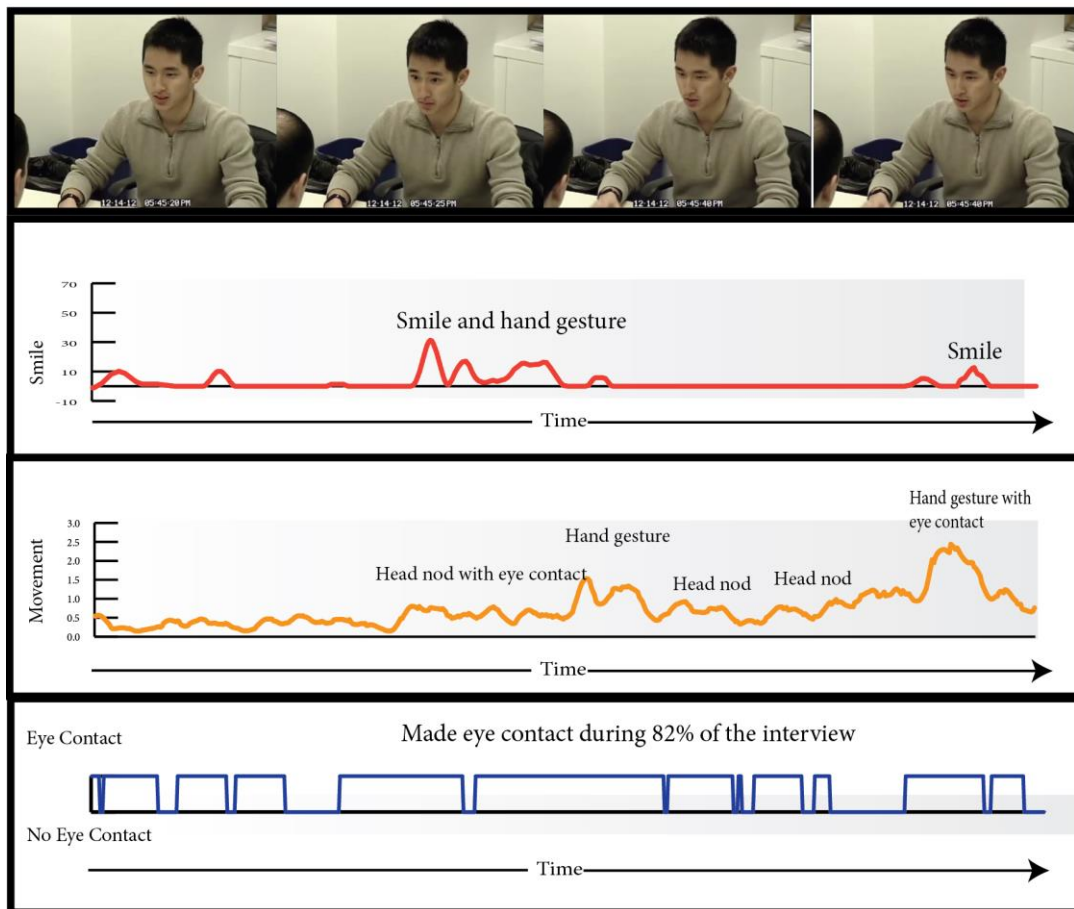 12-14-12 05:45:20 PM
12-14-12 05:45:25 PM
12-14-12 05:45:40 PM
12-14-12 05:45:40 PM
Smile
70
50
30
10
-10
Smile and hand gesture
Smile
Time
Movement
3.0
2.5
2.0
1.5
1.0
0.5
0.0
Head nod with eye contact
Hand gesture
Head nod
Head nod
Hand gesture with
eye contact
Time
Eye Contact
Made eye contact during 82% of the interview
No Eye Contact
Time